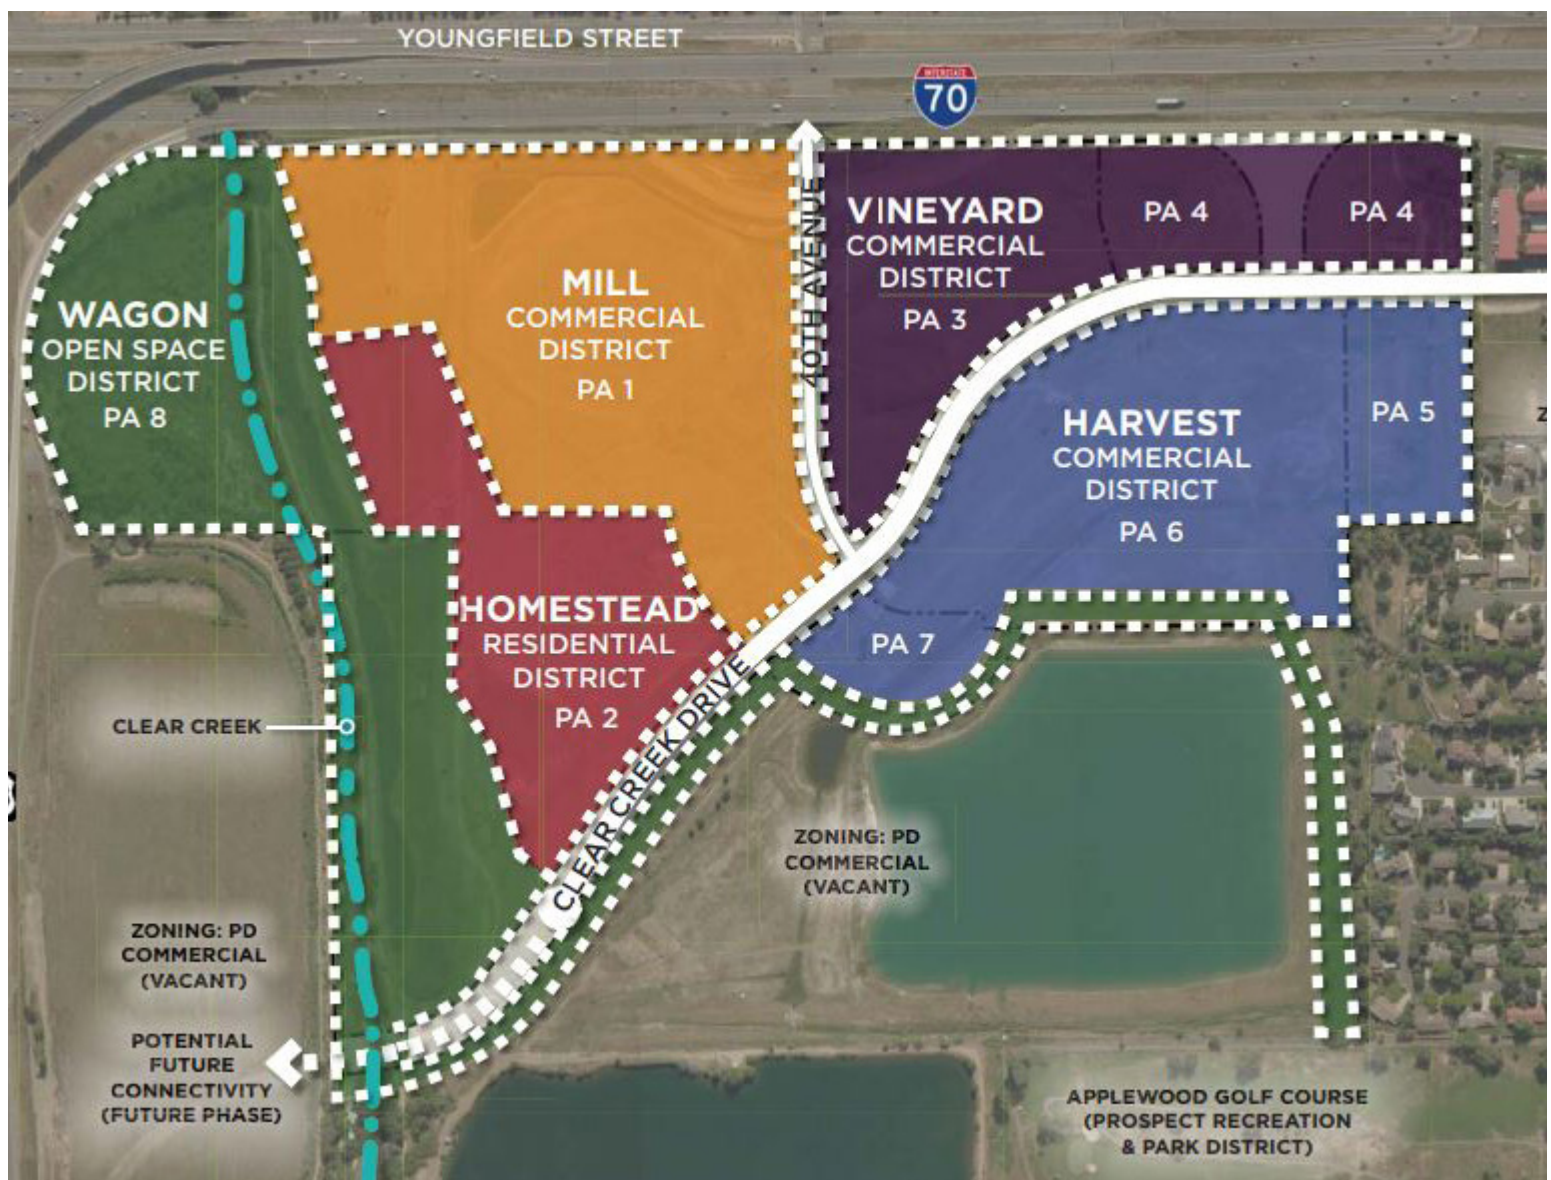 YOUNGFIELD STREET
INTERSTATE
70
WAGON
OPEN SPACE
DISTRICT
PA 8
MILL
COMMERCIAL
DISTRICT
PA 1
40TH AVENUE
VINEYARD
COMMERCIAL
DISTRICT
PA 3
PA 4
PA 4
HARVEST
COMMERCIAL
DISTRICT
PA 6
PA 5
PA 7
HOMESTEAD
RESIDENTIAL
DISTRICT
PA 2
CLEAR CREEK DRIVE
CLEAR CREEK
ZONING: PD
COMMERCIAL
(VACANT)
ZONING: PD
COMMERCIAL
(VACANT)
POTENTIAL
FUTURE
CONNECTIVITY
(FUTURE PHASE)
APPLEWOOD GOLF COURSE
(PROSPECT RECREATION
& PARK DISTRICT)